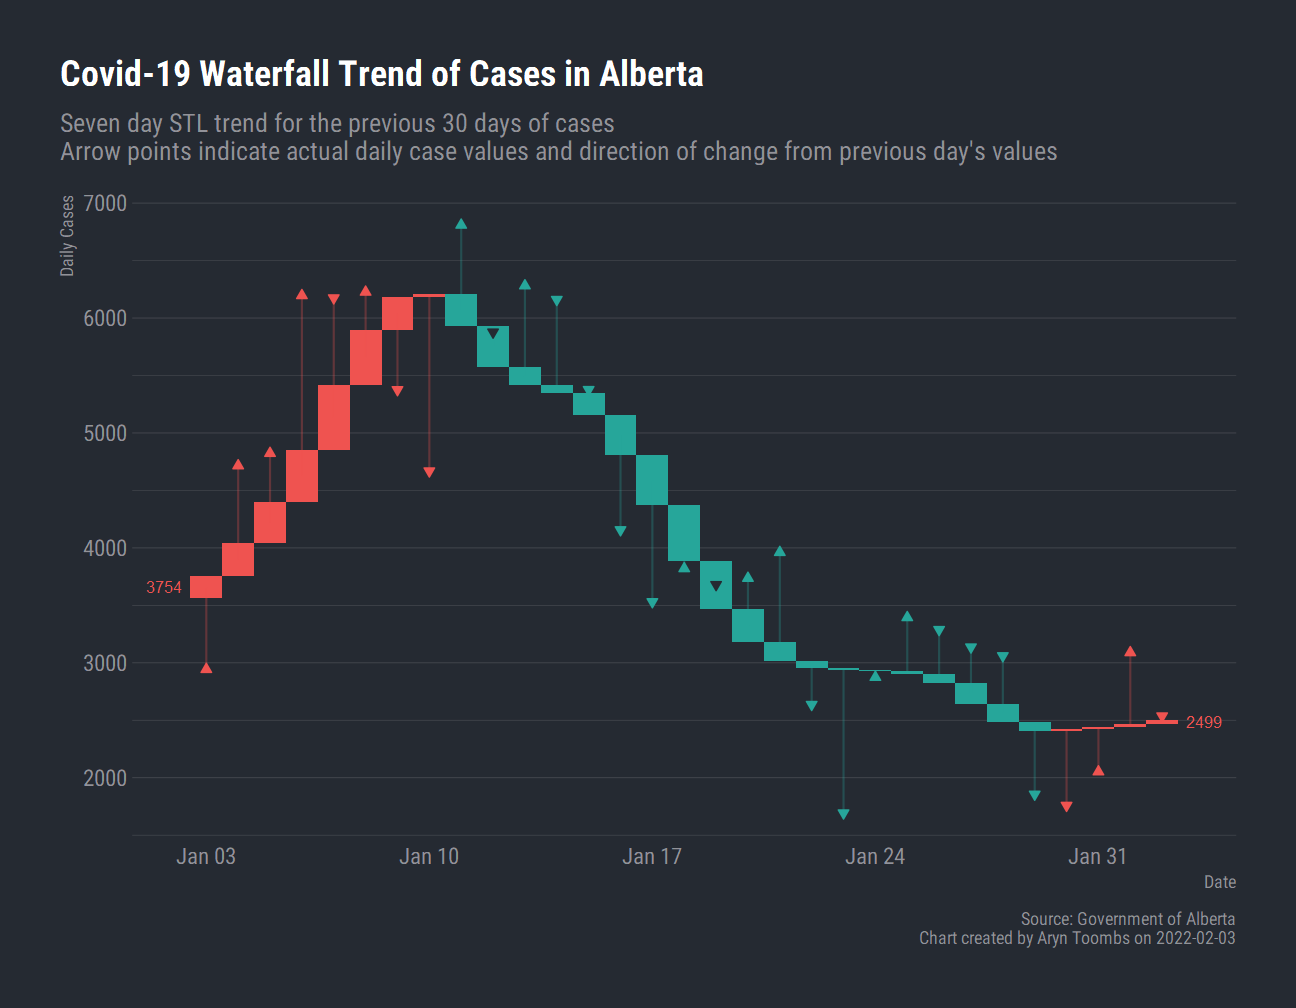 Covid-19 Waterfall Trend of Cases in Alberta
Seven day STL trend for the previous 30 days of cases
Arrow points indicate actual daily case values and direction of change from previous day's values
Daily Cases
7000
6000
5000
4000
3000
2000
3754
2499
Jan 03
Jan 10
Jan 17
Jan 24
Jan 31
Date
Source: Government of Alberta
Chart created by Aryn Toombs on 2022-02-03